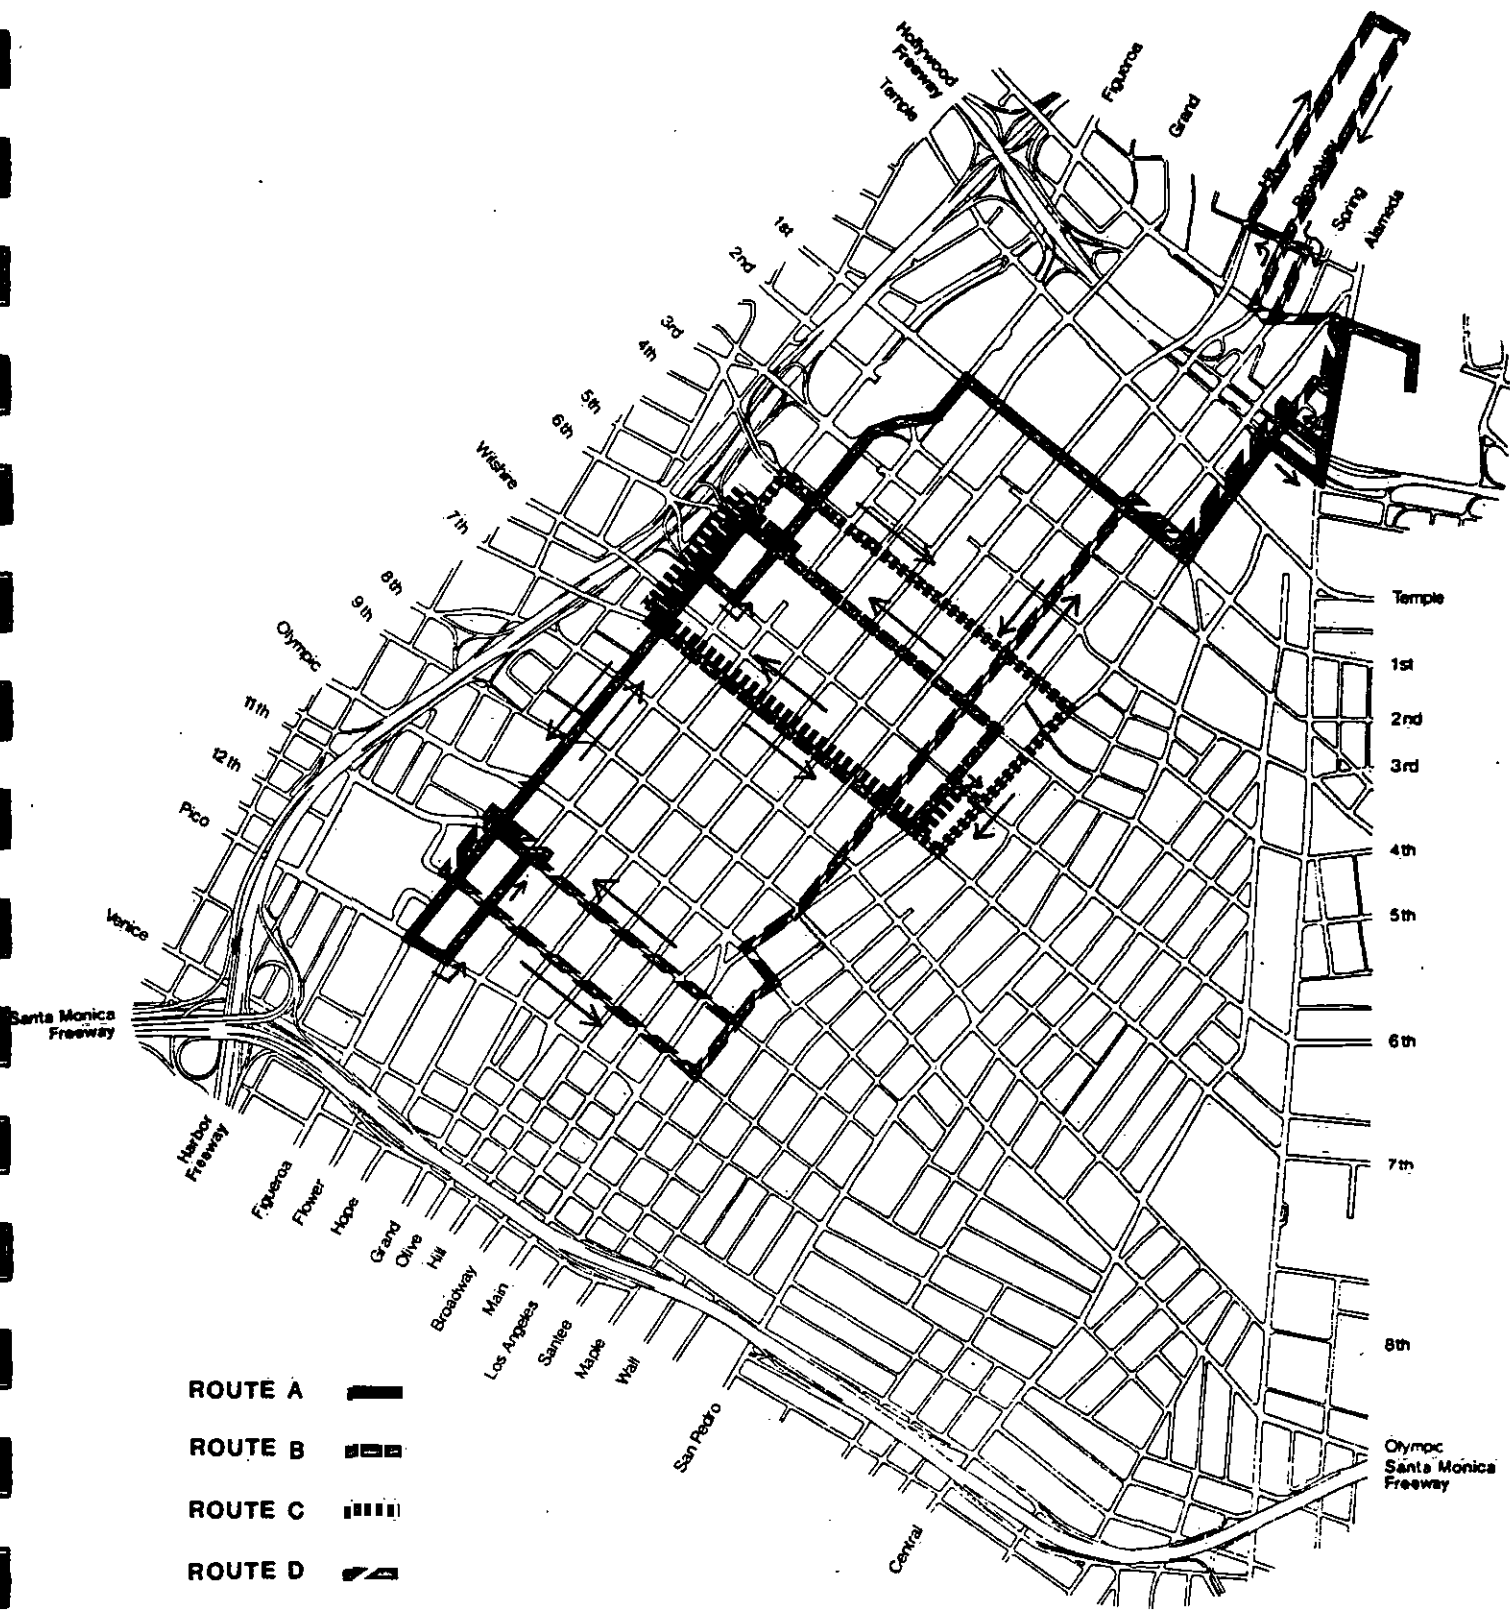 Hollywood
Freeway
Temple
Figueroa
Grand
Hill
Broadway
Spring
Alameda
1st
2nd
3rd
4th
5th
6th
Wilshire
7th
8th
9th
Olympic
11th
12th
Pico
Venice
Santa Monica
Freeway
Harbor
Freeway
Figueroa
Flower
Hope
Grand
Olive
Hill
Broadway
Main
Los Angeles
Santee
Maple
Wall
San Pedro
Central
Temple
1st
2nd
3rd
4th
5th
6th
7th
8th
Olympic
Santa Monica
Freeway
ROUTE A
ROUTE B
ROUTE C
ROUTE D